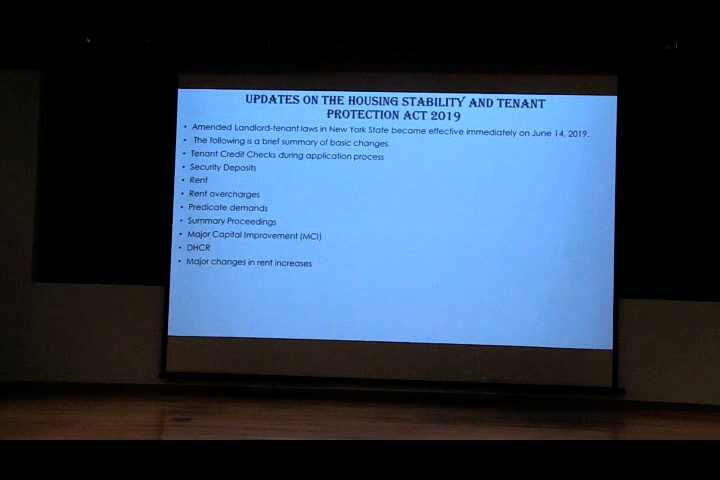 UPDATES ON THE HOUSING STABILITY AND TENANT
PROTECTION ACT 2019
• Amended Landlord-tenant laws in New York State became effective immediately on June 14, 2019.
• The following is a brief summary of basic changes.
• Tenant Credit Checks during application process
• Security Deposits
• Rent
• Rent overcharges
• Predicate demands
• Summary Proceedings
• Major Capital Improvement (MCI)
• DHCR
• Major changes in rent increases